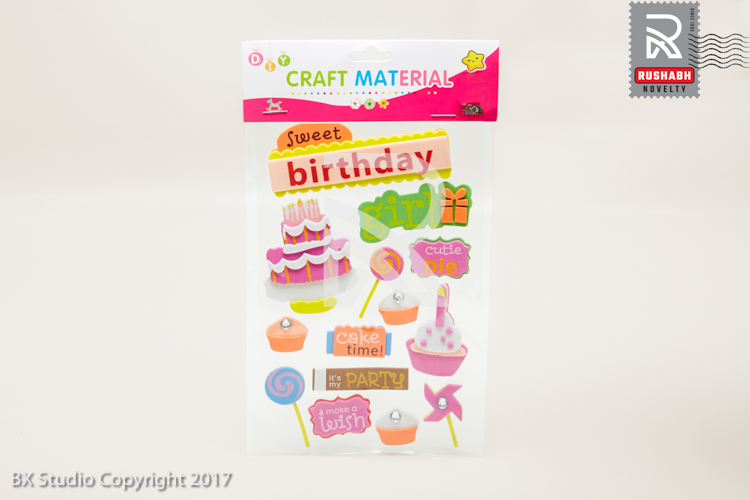 DIY
CRAFT MATERIAL
RUSHABH
NOVELTY
sweet
birthday
girl
cutie
pie
cake
time!
it's
my
PARTY
make a
wish
BX Studio Copyright 2017